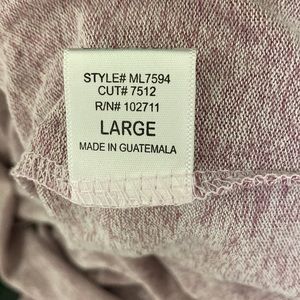 STYLE# ML7594
CUT# 7512
R/N# 102711
LARGE
MADE IN GUATEMALA